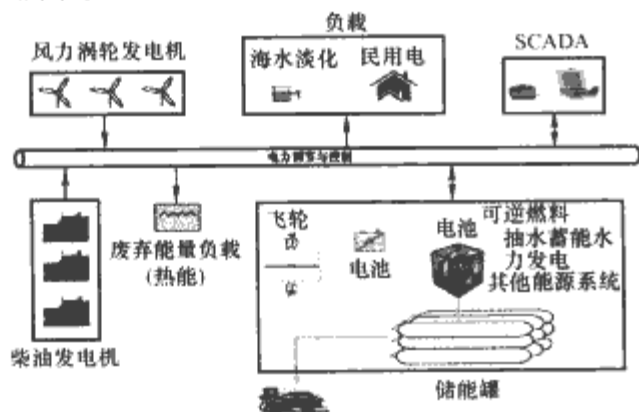 负载
风力涡轮发电机
海水淡化 民用电
SCADA
电力调节与控制
飞轮
电池
电池
可逆燃料
抽水蓄能水
力发电
其他能源系统
废弃能量负载
(热能)
柴油发电机
储能罐